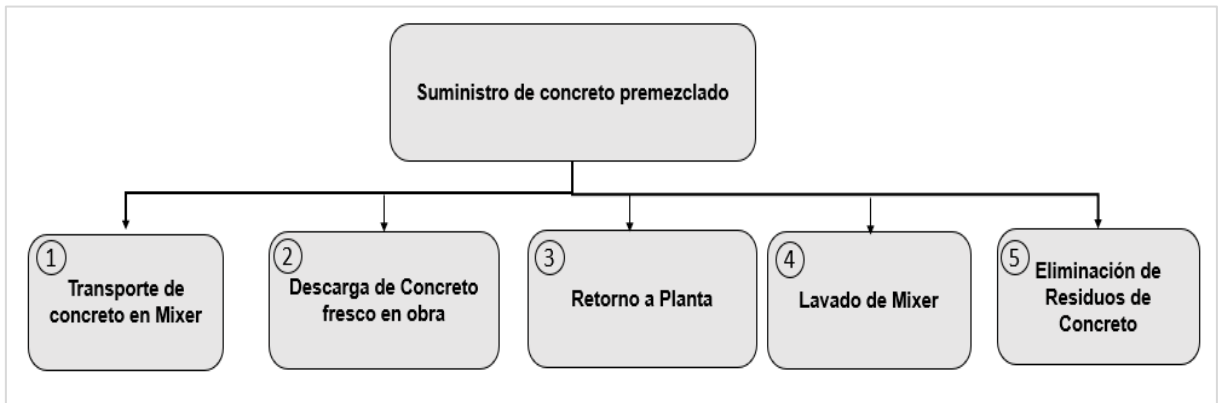 Suministro de concreto premezclado
1
Transporte de
concreto en Mixer
2
Descarga de Concreto
fresco en obra
3
Retorno a Planta
4
Lavado de Mixer
5
Eliminación de
Residuos de
Concreto